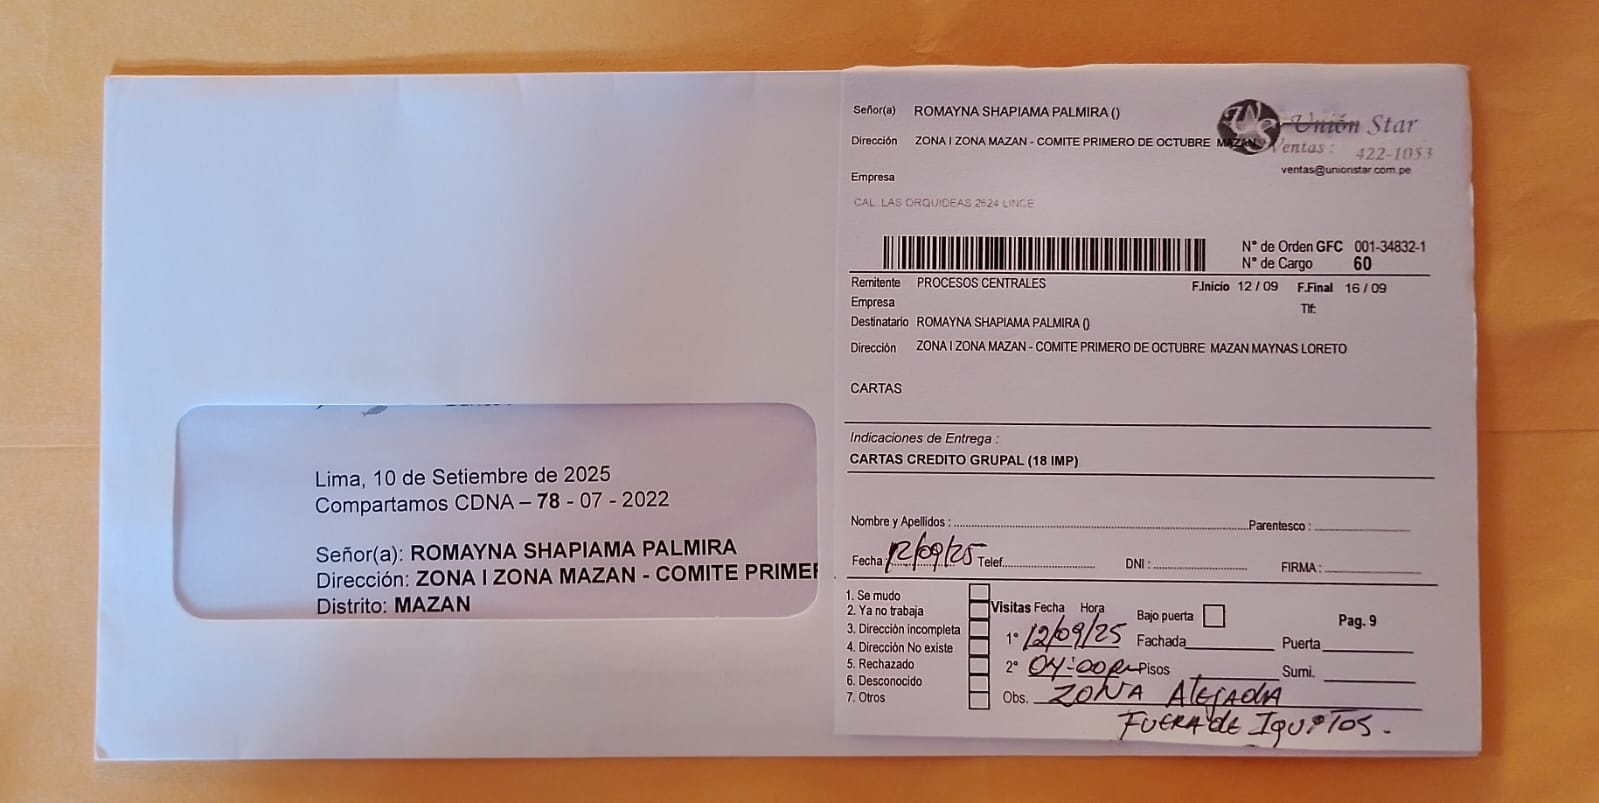 Señor(a) ROMAYNA SHAPIAMA PALMIRA ()
Unión Star
Dirección ZONA I ZONA MAZAN - COMITE PRIMERO DE OCTUBRE MAZAN
Ventas : 422-1053
ventas@unionstar.com.pe
Empresa
CAL. LAS ORQUIDEAS 2624 LINCE
N° de Orden GFC 001-34832-1
N° de Cargo 60
Remitente PROCESOS CENTRALES F.Inicio 12 / 09 F.Final 16 / 09
Empresa Tlf:
Destinatario ROMAYNA SHAPIAMA PALMIRA ()
Dirección ZONA I ZONA MAZAN - COMITE PRIMERO DE OCTUBRE MAZAN MAYNAS LORETO
CARTAS
Indicaciones de Entrega :
CARTAS CREDITO GRUPAL (18 IMP)
Nombre y Apellidos : Parentesco :
Fecha 12/09/25 Telef. DNI : FIRMA :
1. Se mudo
2. Ya no trabaja
3. Dirección incompleta
4. Dirección No existe
5. Rechazado
6. Desconocido
7. Otros
Visitas Fecha Hora Bajo puerta Pag. 9
1° 12/09/25 Fachada Puerta
2° 04:00p Pisos Sumi.
Obs. ZONA ALEJADA
FUERA de IQUITOS.
Lima, 10 de Setiembre de 2025
Compartamos CDNA – 78 - 07 - 2022
Señor(a): ROMAYNA SHAPIAMA PALMIRA
Dirección: ZONA I ZONA MAZAN - COMITE PRIMER
Distrito: MAZAN